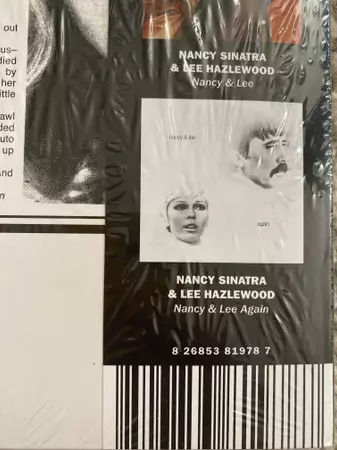 out
us–
died
by
her
ittle
awl
ded
uto
up
And
n
NANCY SINATRA
& LEE HAZLEWOOD
Nancy & Lee
nancy & lee
again
NANCY SINATRA
& LEE HAZLEWOOD
Nancy & Lee Again
8 26853 81978 7